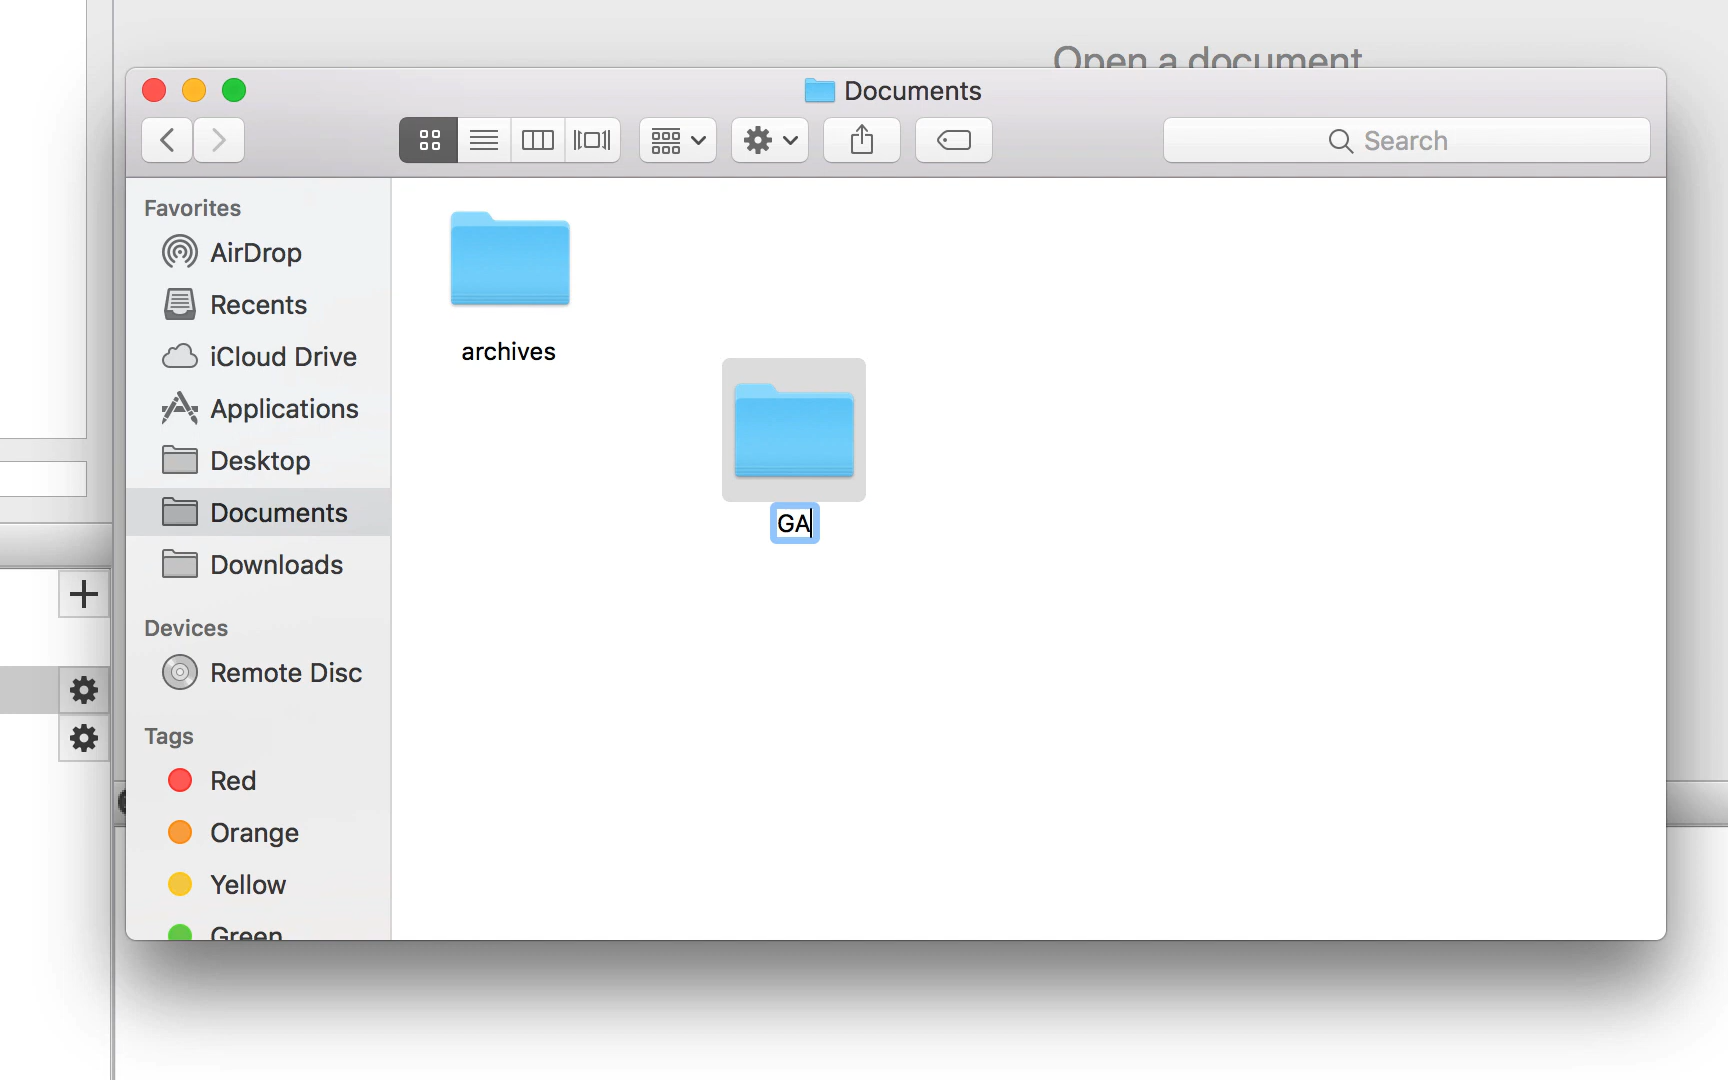 Open a document
Documents
Search
Favorites
AirDrop
Recents
iCloud Drive
Applications
Desktop
Documents
Downloads
Devices
Remote Disc
Tags
Red
Orange
Yellow
Green
archives
GA